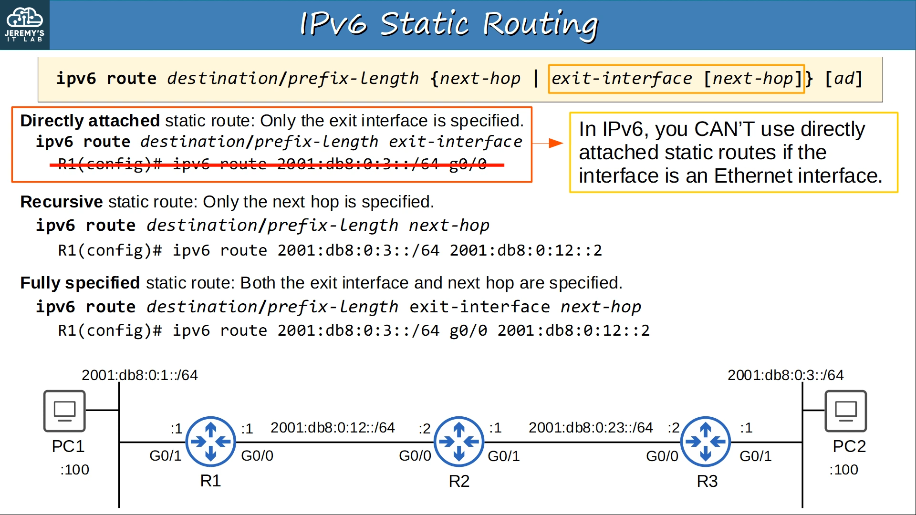 JEREMY'S
IT LAB
IPv6 Static Routing
ipv6 route destination/prefix-length {next-hop | exit-interface [next-hop]} [ad]
Directly attached static route: Only the exit interface is specified.
ipv6 route destination/prefix-length exit-interface
R1(config)# ipv6 route 2001:db8:0:3::/64 g0/0
In IPv6, you CAN'T use directly
attached static routes if the
interface is an Ethernet interface.
Recursive static route: Only the next hop is specified.
ipv6 route destination/prefix-length next-hop
R1(config)# ipv6 route 2001:db8:0:3::/64 2001:db8:0:12::2
Fully specified static route: Both the exit interface and next hop are specified.
ipv6 route destination/prefix-length exit-interface next-hop
R1(config)# ipv6 route 2001:db8:0:3::/64 g0/0 2001:db8:0:12::2
2001:db8:0:1::/64 2001:db8:0:3::/64
:1 :1 2001:db8:0:12::/64 :2 :1 2001:db8:0:23::/64 :2 :1
PC1 G0/1 G0/0 G0/0 G0/1 G0/0 G0/1 PC2
:100 R1 R2 R3 :100